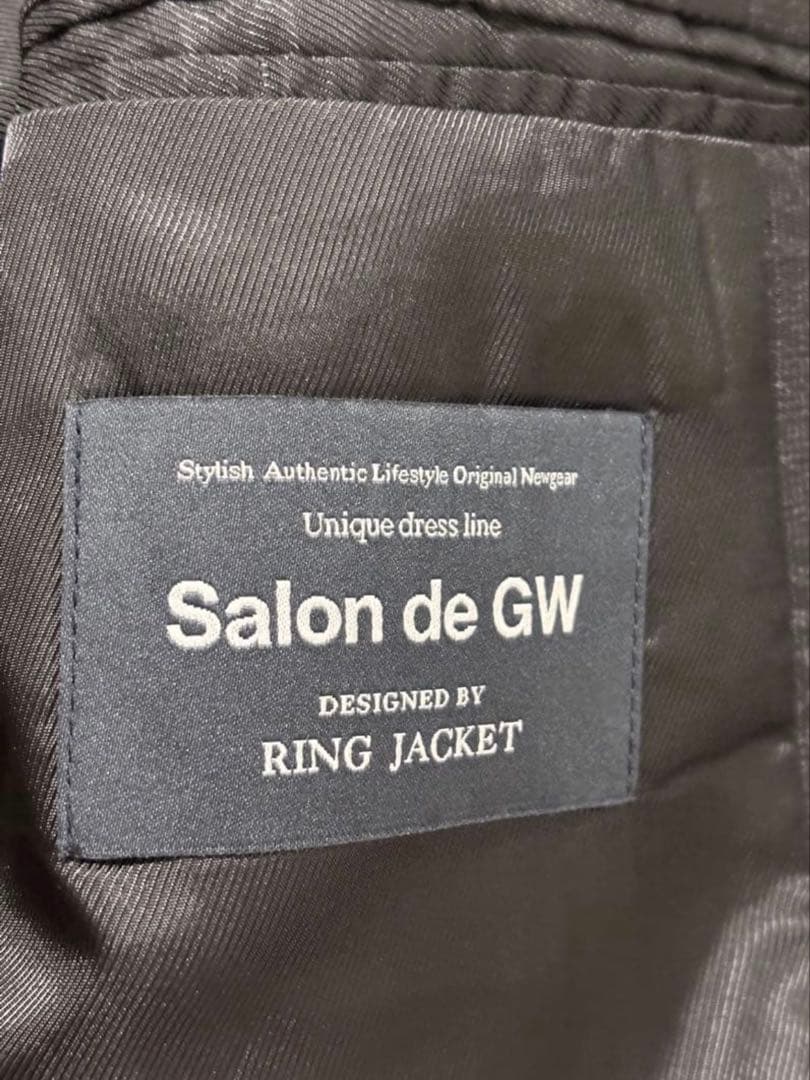 Stylish Authentic Lifestyle Original Newgear
Unique dress line
Salon de GW
DESIGNED BY
RING JACKET